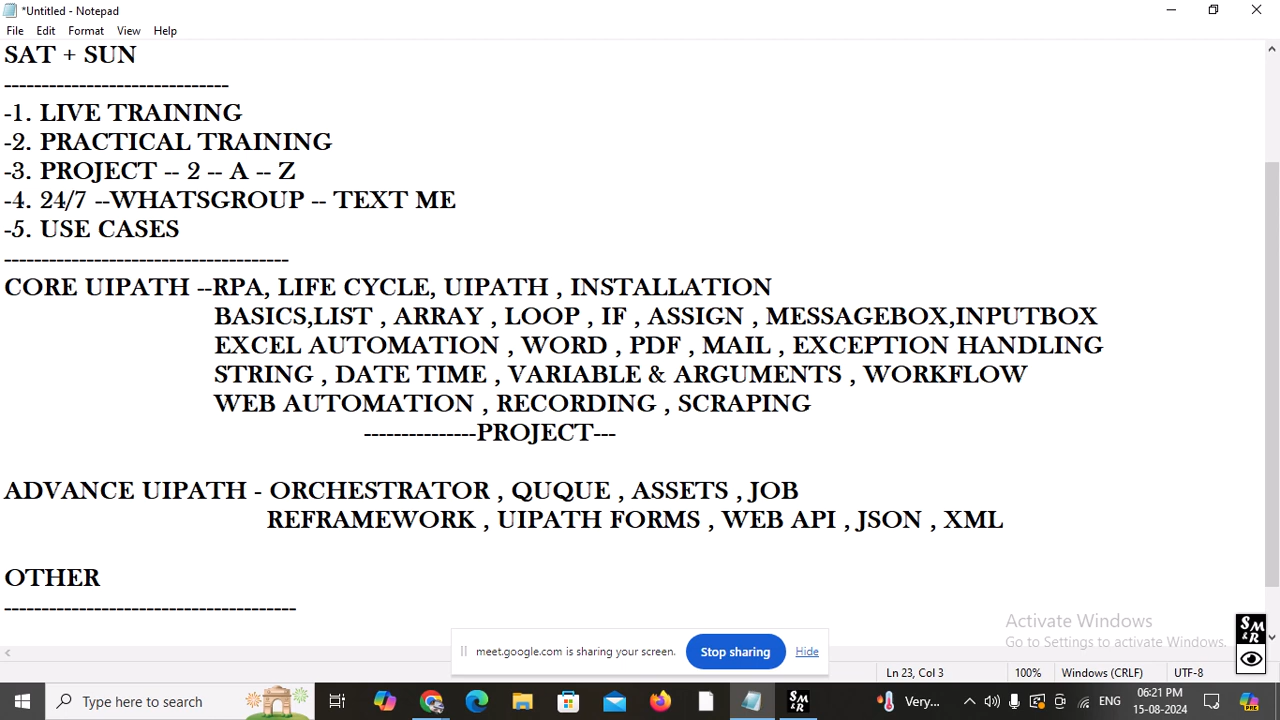 *Untitled - Notepad
File Edit Format View Help
SAT + SUN
------------------------------
-1. LIVE TRAINING
-2. PRACTICAL TRAINING
-3. PROJECT -- 2 -- A -- Z
-4. 24/7 --WHATSGROUP -- TEXT ME
-5. USE CASES
--------------------------------------
CORE UIPATH --RPA, LIFE CYCLE, UIPATH , INSTALLATION
BASICS,LIST , ARRAY , LOOP , IF , ASSIGN , MESSAGEBOX,INPUTBOX
EXCEL AUTOMATION , WORD , PDF , MAIL , EXCEPTION HANDLING
STRING , DATE TIME , VARIABLE & ARGUMENTS , WORKFLOW
WEB AUTOMATION , RECORDING , SCRAPING
---------------PROJECT---
ADVANCE UIPATH - ORCHESTRATOR , QUQUE , ASSETS , JOB
REFRAMEWORK , UIPATH FORMS , WEB API , JSON , XML
OTHER
---------------------------------------
Activate Windows
Go to Settings to activate Windows.
SM&R
meet.google.com is sharing your screen. Stop sharing Hide
Ln 23, Col 3 100% Windows (CRLF) UTF-8
Type here to search
SM&R
Very... ENG 06:21 PM
15-08-2024
PRE